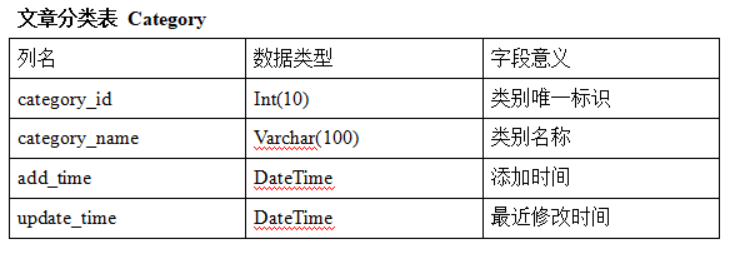 文章分类表 Category
列名 数据类型 字段意义
category_id Int(10) 类别唯一标识
category_name Varchar(100) 类别名称
add_time DateTime 添加时间
update_time DateTime 最近修改时间